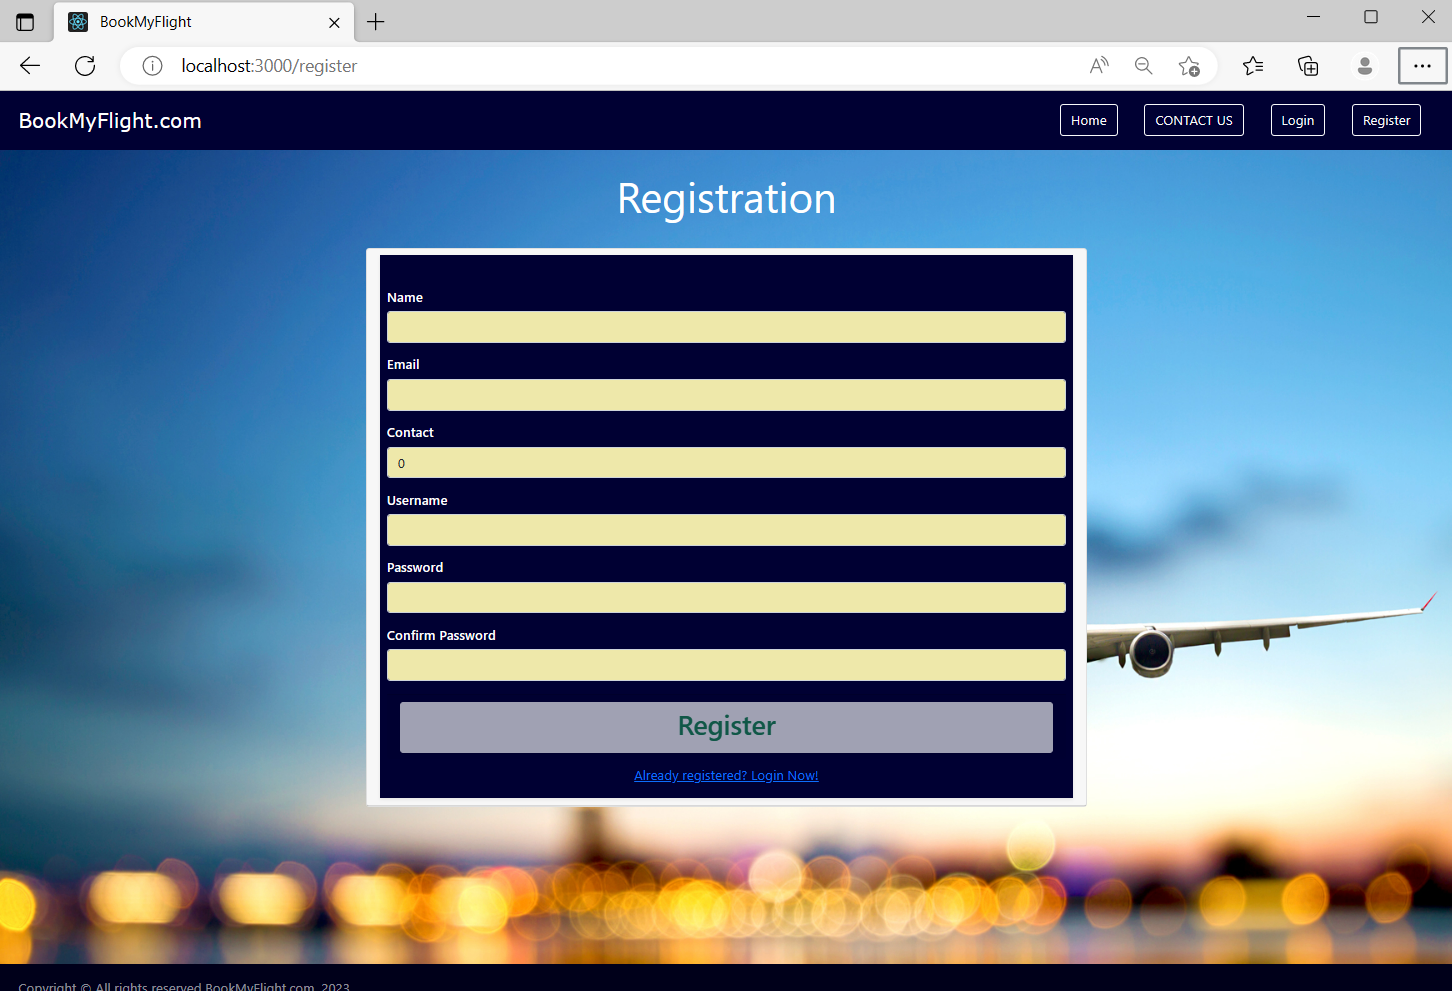 BookMyFlight
localhost:3000/register
BookMyFlight.com
Home
CONTACT US
Login
Register
Registration
Name
Email
Contact
0
Username
Password
Confirm Password
Register
Already registered? Login Now!
Copyright © All rights reserved BookMyFlight.com, 2023